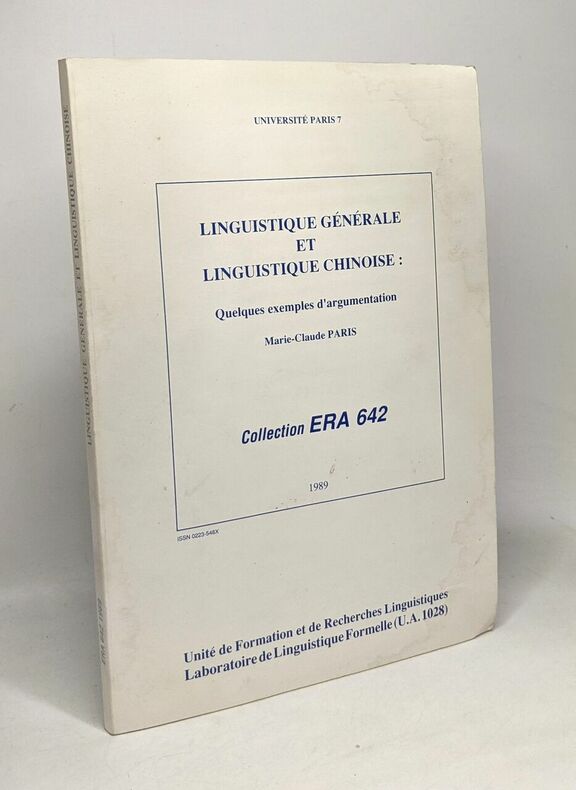 UNIVERSITÉ PARIS 7
LINGUISTIQUE GÉNÉRALE
ET
LINGUISTIQUE CHINOISE :
Quelques exemples d'argumentation
Marie-Claude PARIS
Collection ERA 642
1989
ISSN 0223-548X
Unité de Formation et de Recherches Linguistiques
Laboratoire de Linguistique Formelle (U.A. 1028)
LINGUISTIQUE GÉNÉRALE ET LINGUISTIQUE CHINOISE